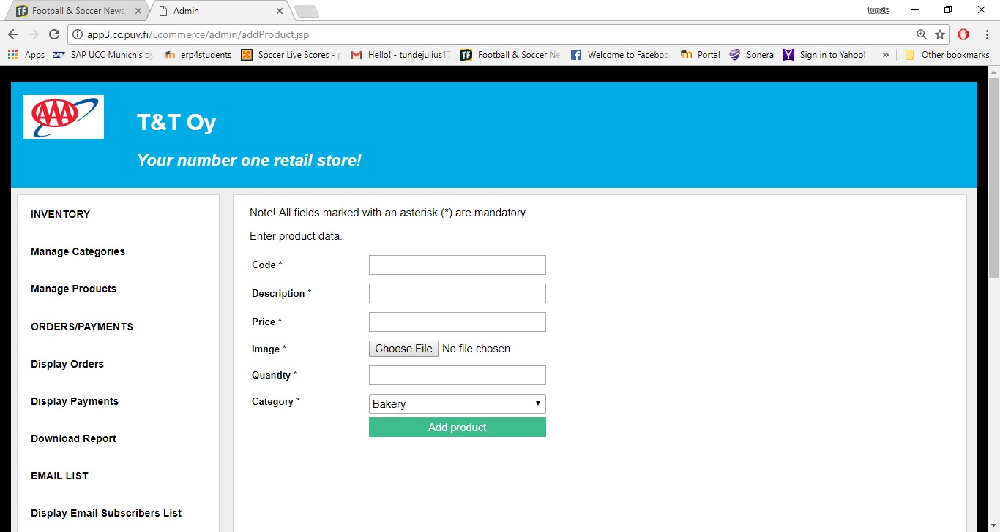 Football & Soccer News,
Admin
tunde
app3.cc.puv.fi/Ecommerce/admin/addProduct.jsp
Apps SAP UCC Munich's dy erp4students Soccer Live Scores - Hello! - tundejulius17 Football & Soccer Ne Welcome to Faceboo Portal Sonera Sign in to Yahoo! » Other bookmarks
AAA
T&T Oy
Your number one retail store!
INVENTORY
Manage Categories
Manage Products
ORDERS/PAYMENTS
Display Orders
Display Payments
Download Report
EMAIL LIST
Display Email Subscribers List
Note! All fields marked with an asterisk (*) are mandatory.
Enter product data.
Code *
Description *
Price *
Image * Choose File No file chosen
Quantity *
Category * Bakery
Add product